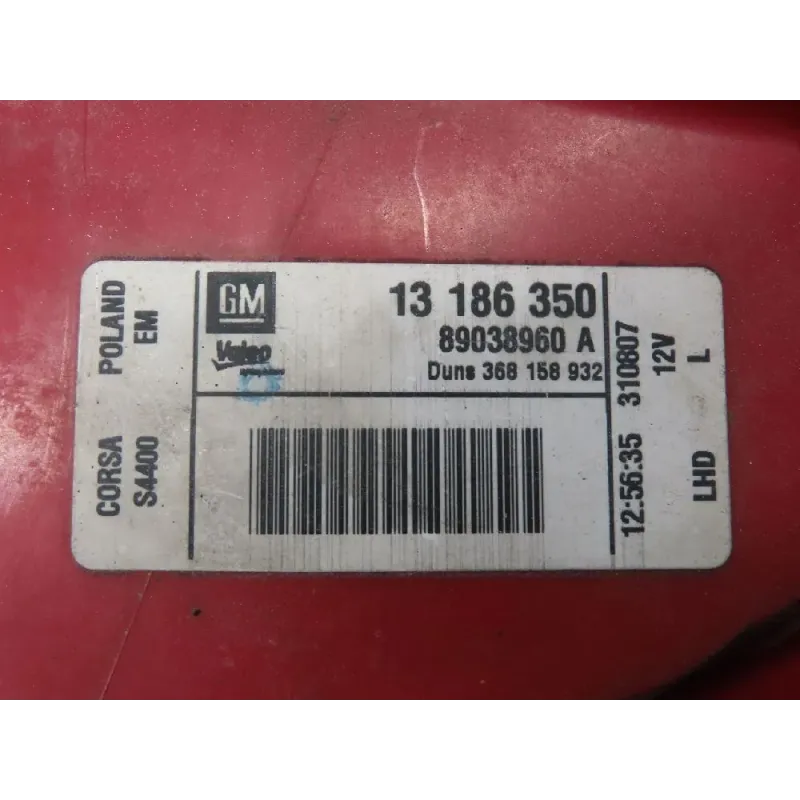 POLAND
EM
CORSA
S4400
GM
Valeo
13 186 350
89038960 A
Duns 368 158 932
310807
12V
L
12:56:35
LHD